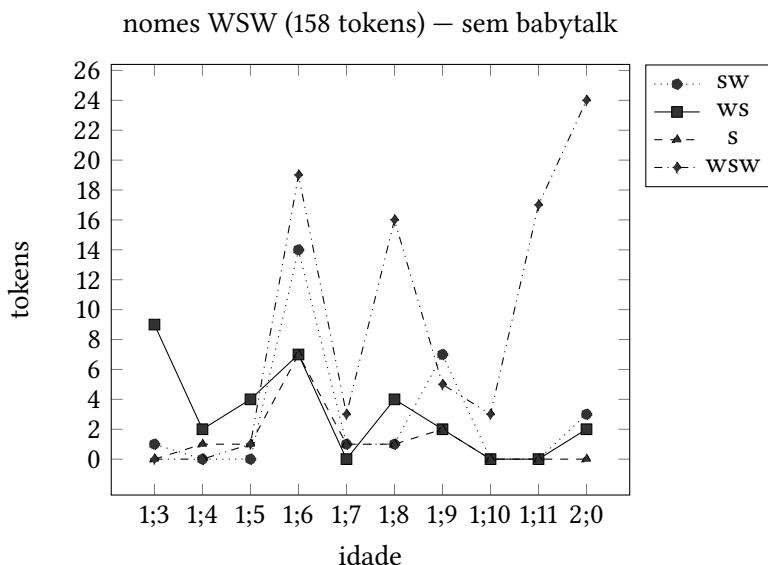 nomes WSW (158 tokens) – sem babytalk
26
24
22
20
18
16
14
12
10
8
6
4
2
0
tokens
1;3 1;4 1;5 1;6 1;7 1;8 1;9 1;10 1;11 2;0
idade
sw
ws
s
wsw